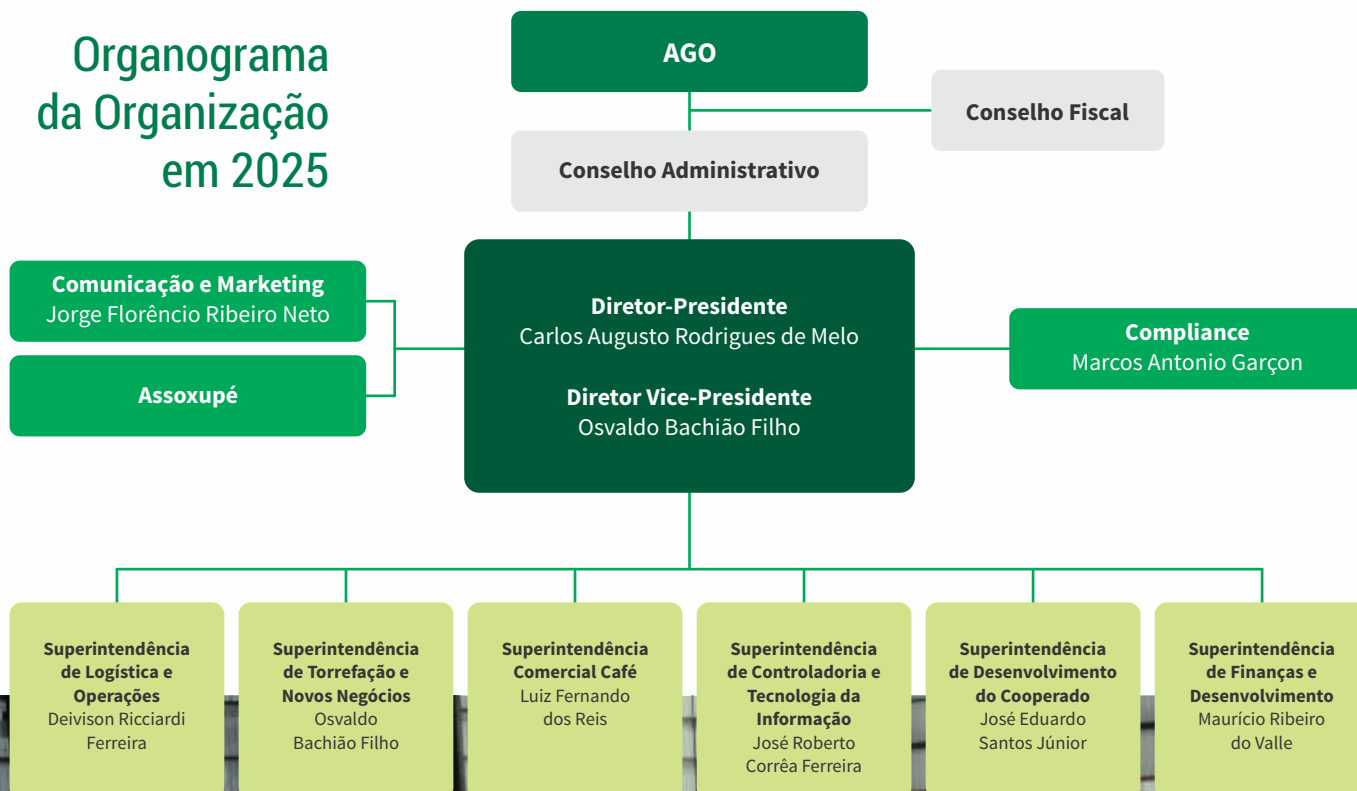 Organograma
da Organização
em 2025
AGO
Conselho Fiscal
Conselho Administrativo
Comunicação e Marketing
Jorge Florêncio Ribeiro Neto
Assoxupé
Diretor-Presidente
Carlos Augusto Rodrigues de Melo
Diretor Vice-Presidente
Osvaldo Bachião Filho
Compliance
Marcos Antonio Garçon
Superintendência
de Logística e
Operações
Deivison Ricciardi
Ferreira
Superintendência
de Torrefação e
Novos Negócios
Osvaldo
Bachião Filho
Superintendência
Comercial Café
Luiz Fernando
dos Reis
Superintendência
de Controladoria e
Tecnologia da
Informação
José Roberto
Corrêa Ferreira
Superintendência
de Desenvolvimento
do Cooperado
José Eduardo
Santos Júnior
Superintendência
de Finanças e
Desenvolvimento
Maurício Ribeiro
do Valle